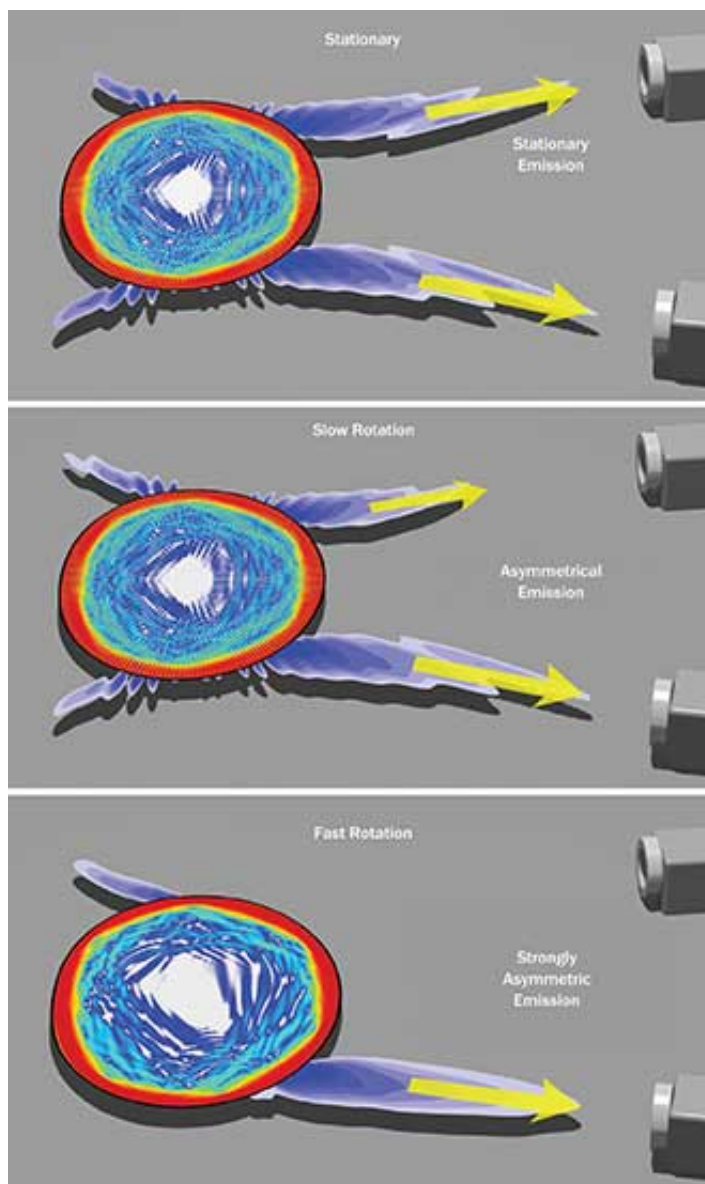 Stationary
Stationary
Emission
Slow Rotation
Asymmetrical
Emission
Fast Rotation
Strongly
Asymmetric
Emission